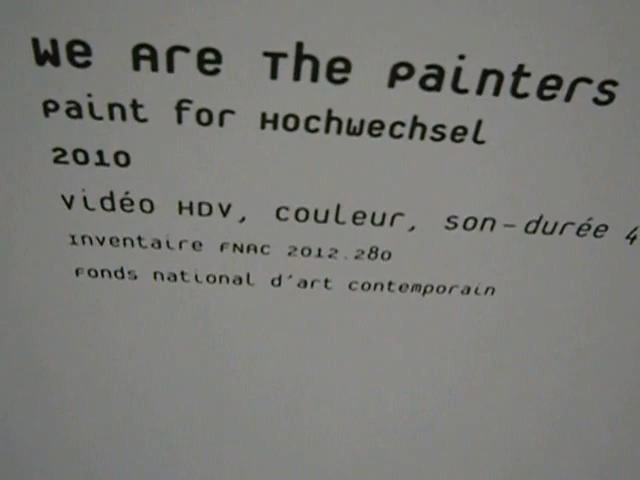 We Are The Painters
Paint for Hochwechsel
2010
vidéo HDV, couleur, son-durée 4
Inventaire FNAC 2012.280
Fonds national d'art contemporain